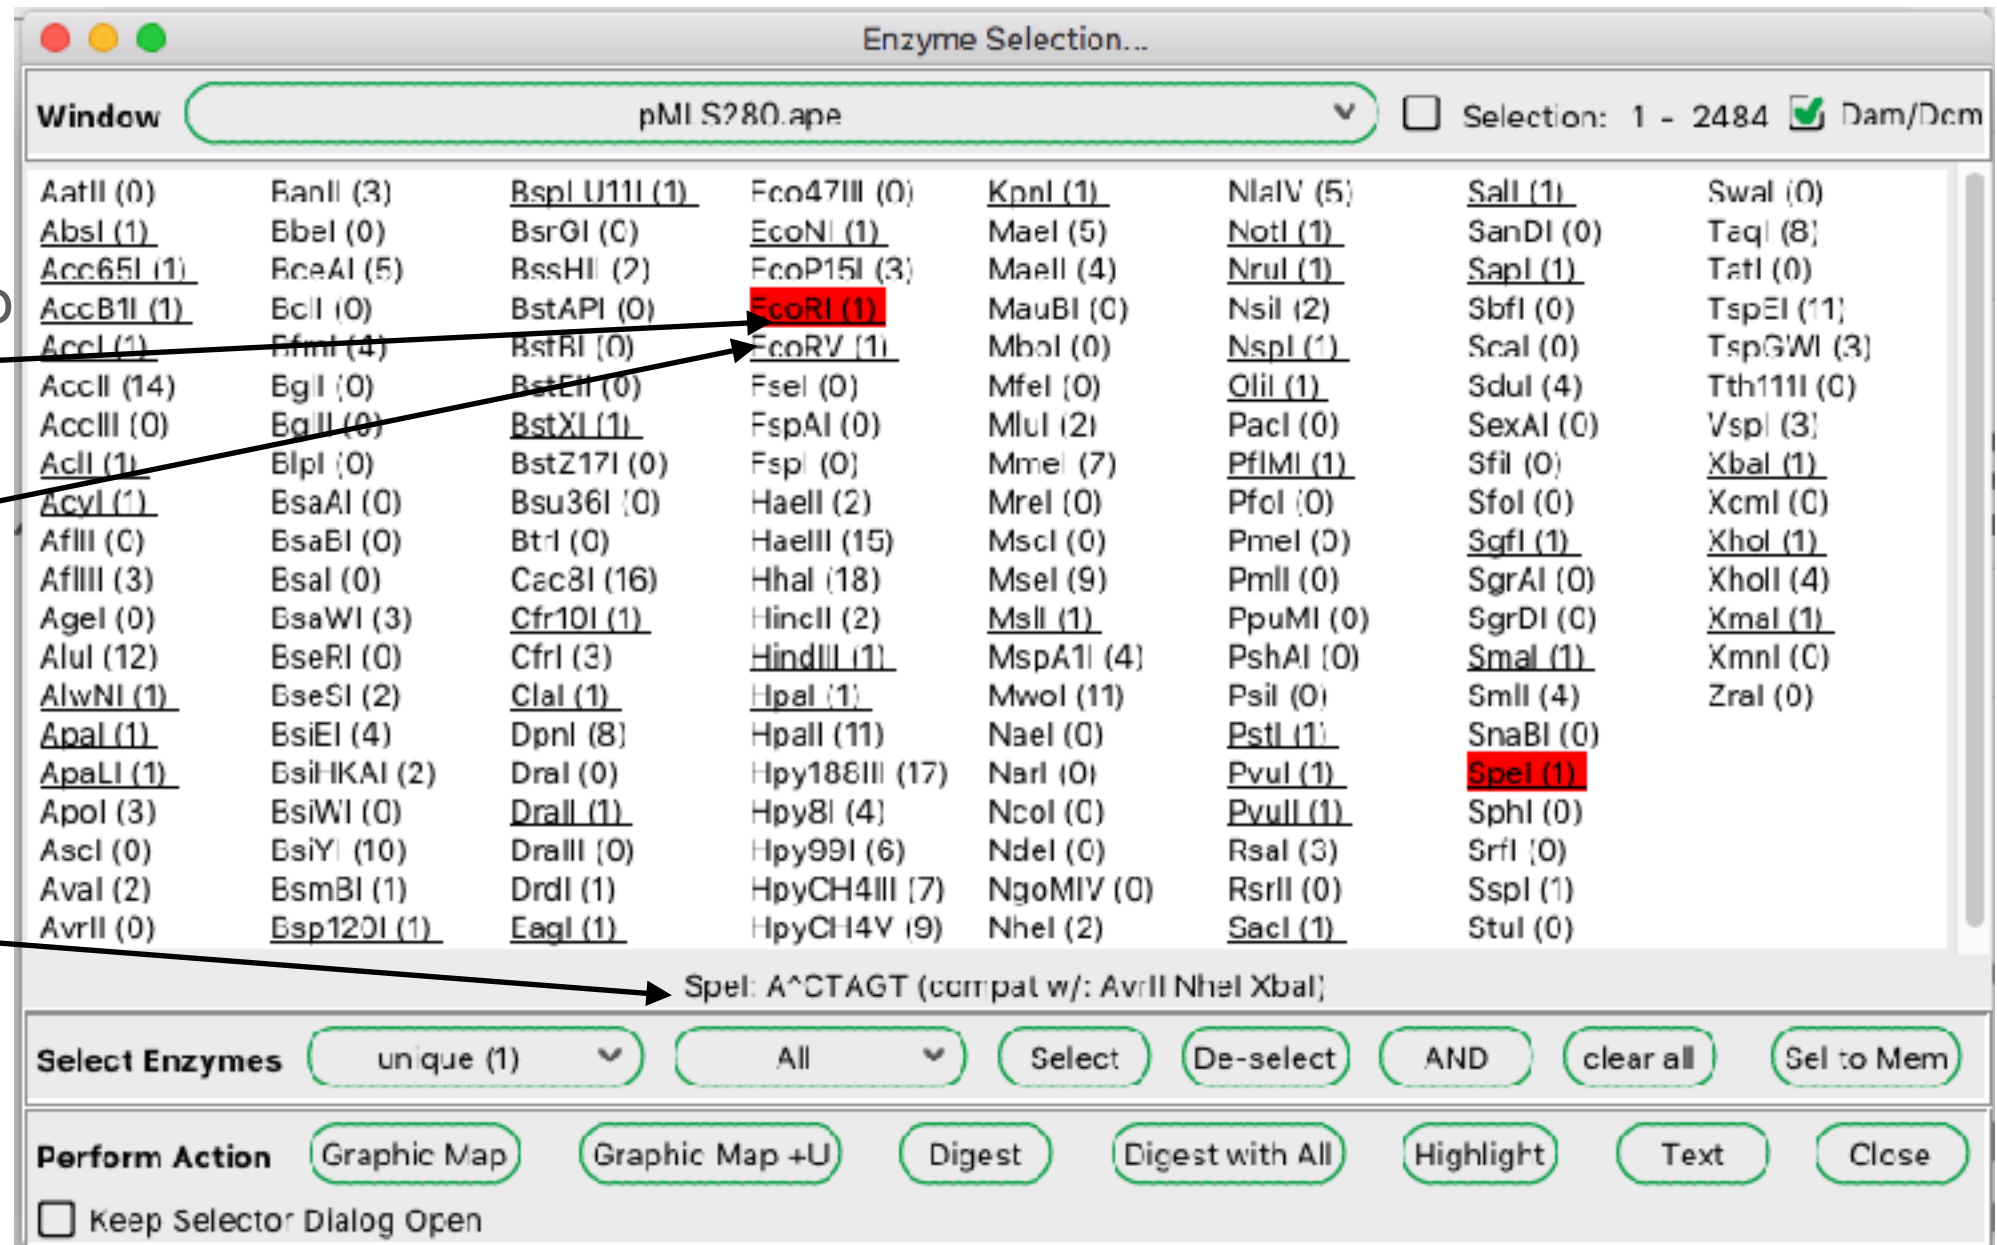 Enzyme Selection...
Window pMLS280.ape Selection: 1 - 2484 Dam/Dcm
AatII (0) BanII (3) BspLU11I (1) Eco47III (0) KpnI (1) NlaIV (5) SalI (1) SwaI (0)
AbsI (1) BbeI (0) BsrGI (0) EcoNI (1) MaeI (5) NotI (1) SanDI (0) TaqI (8)
Acc65I (1) BceAI (5) BssHII (2) EcoP15I (3) MaeII (4) NruI (1) SapI (1) TatI (0)
AccB1I (1) BclI (0) BstAPI (0) EcoRI (1) MauBI (0) NsiI (2) SbfI (0) TspEI (11)
AccI (1) BfmI (4) BstBI (0) EcoRV (1) MboI (0) NspI (1) ScaI (0) TspGWI (3)
AccII (14) BglI (0) BstEII (0) FseI (0) MfeI (0) OliI (1) SduI (4) Tth111I (0)
AccIII (0) BglII (0) BstXI (1) FspAI (0) MluI (2) PacI (0) SexAI (0) VspI (3)
AclI (1) BlpI (0) BstZ17I (0) FspI (0) MmeI (7) PflMI (1) SfiI (0) XbaI (1)
AcyI (1) BsaAI (0) Bsu36I (0) HaeII (2) MreI (0) PfoI (0) SfoI (0) XcmI (0)
AflII (0) BsaBI (0) BtrI (0) HaeIII (15) MscI (0) PmeI (0) SgfI (1) XhoI (1)
AflIII (3) BsaI (0) Cac8I (16) HhaI (18) MseI (9) PmlI (0) SgrAI (0) XhoII (4)
AgeI (0) BsaWI (3) Cfr10I (1) HincII (2) MslI (1) PpuMI (0) SgrDI (0) XmaI (1)
AluI (12) BseRI (0) CfrI (3) HindIII (1) MspA1I (4) PshAI (0) SmaI (1) XmnI (0)
AlwNI (1) BseSI (2) ClaI (1) HpaI (1) MwoI (11) PsiI (0) SmlI (4) ZraI (0)
ApaI (1) BsiEI (4) DpnI (8) HpaII (11) NaeI (0) PstI (1) SnaBI (0)
ApaLI (1) BsiHKAI (2) DraI (0) Hpy188III (17) NarI (0) PvuI (1) SpeI (1)
ApoI (3) BsiWI (0) DraII (1) Hpy8I (4) NcoI (0) PvuII (1) SphI (0)
AscI (0) BsiYI (10) DraIII (0) Hpy99I (6) NdeI (0) RsaI (3) SrfI (0)
AvaI (2) BsmBI (1) DrdI (1) HpyCH4III (7) NgoMIV (0) RsrII (0) SspI (1)
AvrII (0) Bsp120I (1) EagI (1) HpyCH4V (9) NheI (2) SacI (1) StuI (0)
SpeI: A^CTAGT (compat w/: AvrII NheI XbaI)
Select Enzymes unique (1) All Select De-select AND clear all Sel to Mem
Perform Action Graphic Map Graphic Map +U Digest Digest with All Highlight Text Close
Keep Selector Dialog Open